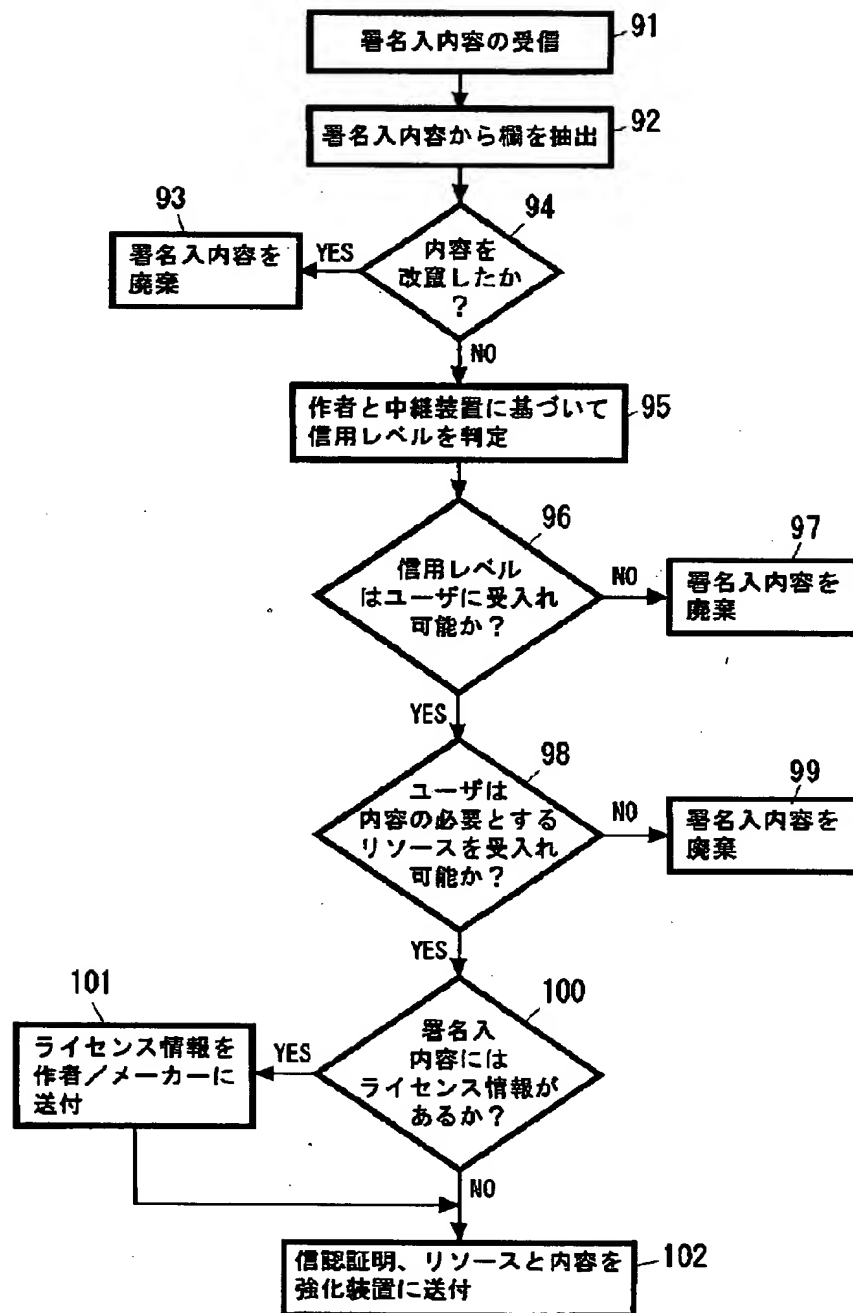 署名入内容の受信
91
署名入内容から欄を抽出
92
93
署名入内容を
廃棄
YES
94
内容を
改竄したか
?
NO
作者と中継装置に基づいて
信用レベルを判定
95
96
信用レベル
はユーザに受入れ
可能か?
NO
97
署名入内容を
廃棄
YES
98
ユーザは
内容の必要とする
リソースを受入れ
可能か?
NO
99
署名入内容を
廃棄
YES
100
署名入
内容には
ライセンス情報が
あるか?
YES
101
ライセンス情報を
作者/メーカーに
送付
NO
信認証明、リソースと内容を
強化装置に送付
102